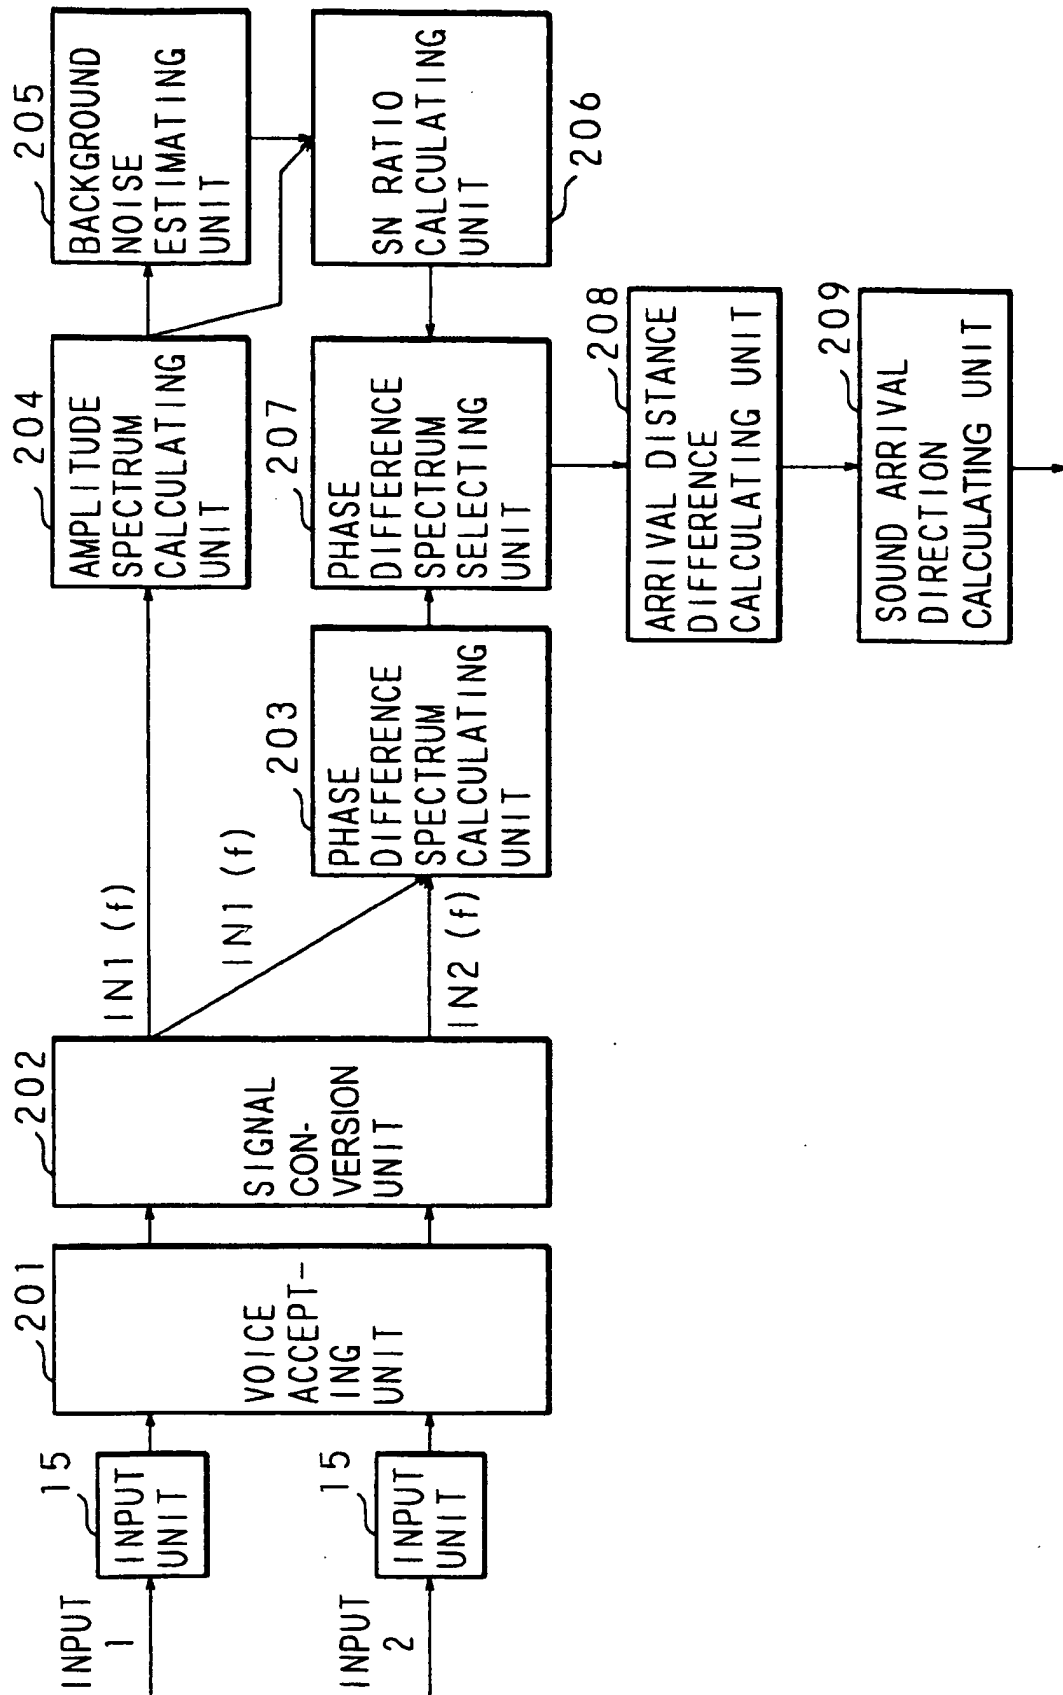 INPUT
1
15
INPUT
UNIT
INPUT
2
15
INPUT
UNIT
201
VOICE
ACCEPT–
ING
UNIT
202
SIGNAL
CON-
VERSION
UNIT
IN1 (f)
IN1 (f)
IN2 (f)
203
PHASE
DIFFERENCE
SPECTRUM
CALCULATING
UNIT
204
AMPLITUDE
SPECTRUM
CALCULATING
UNIT
205
BACKGROUND
NOISE
ESTIMATING
UNIT
SN RATIO
CALCULATING
UNIT
206
207
PHASE
DIFFERENCE
SPECTRUM
SELECTING
UNIT
208
ARRIVAL DISTANCE
DIFFERENCE
CALCULATING UNIT
209
SOUND ARRIVAL
DIRECTION
CALCULATING UNIT